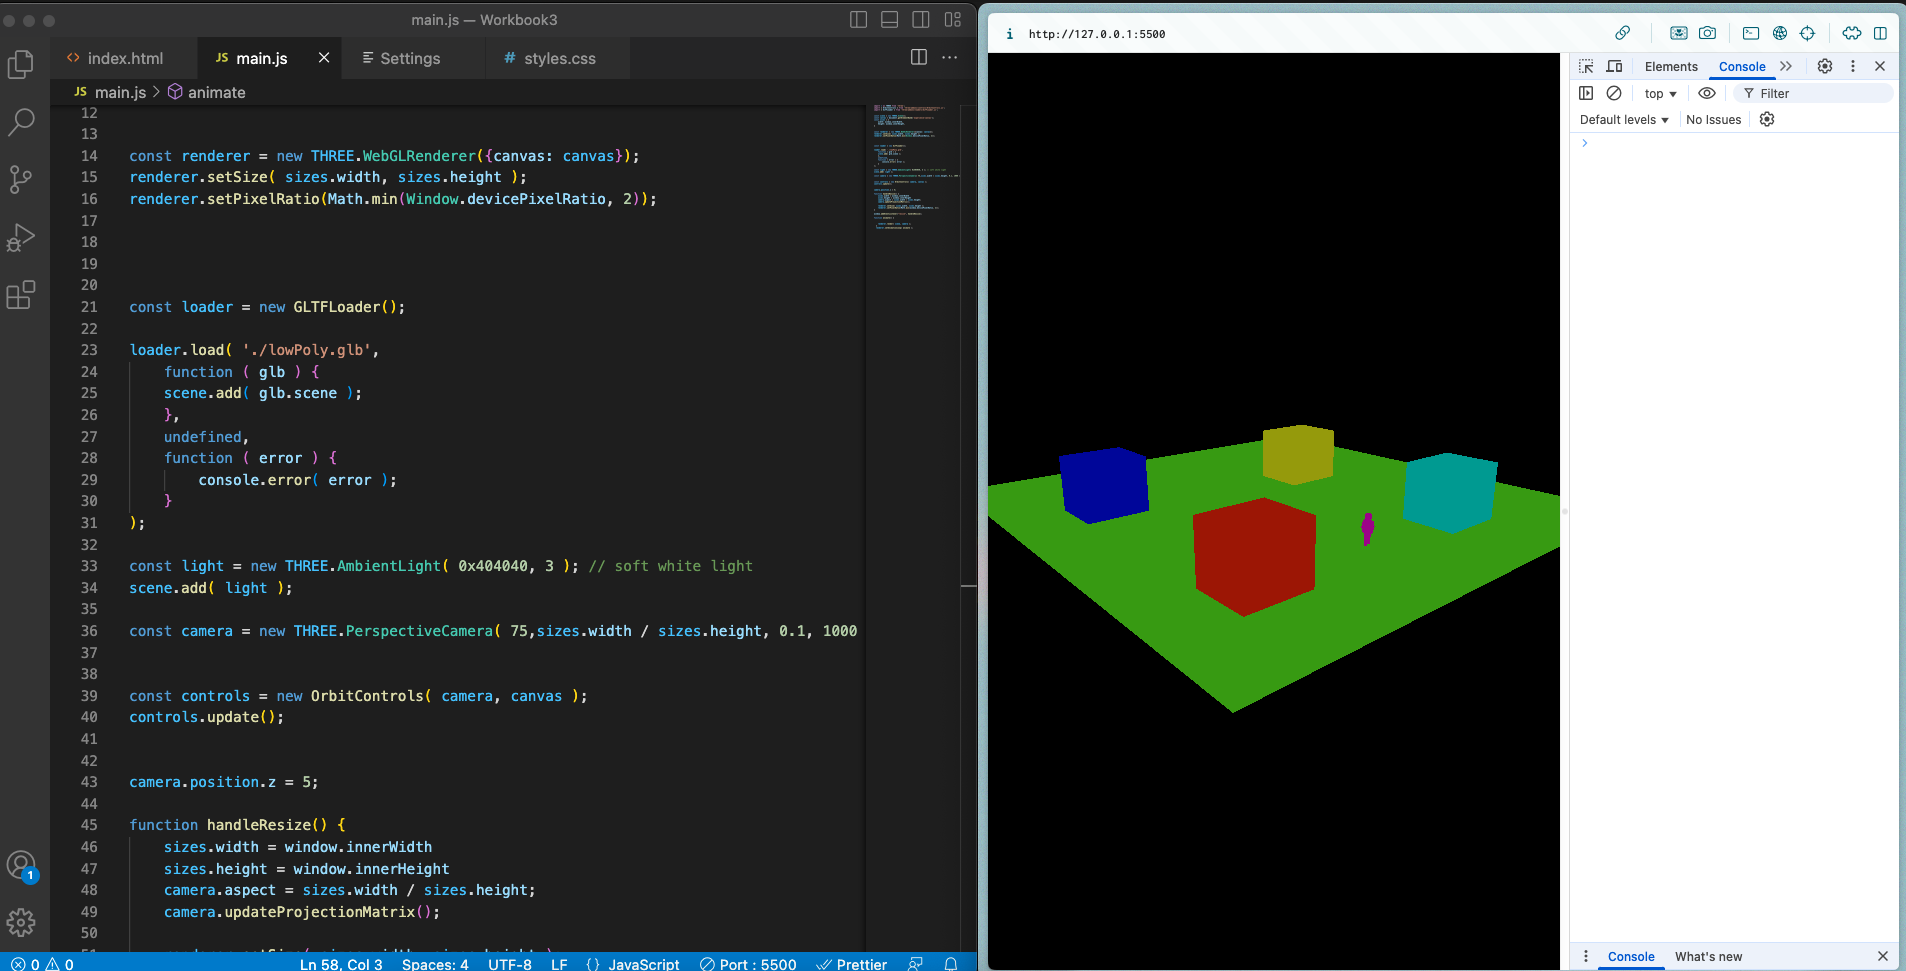 main.js — Workbook3
index.html
JS main.js
Settings
# styles.css
JS main.js > animate
12
13
14 const renderer = new THREE.WebGLRenderer({canvas: canvas});
15 renderer.setSize( sizes.width, sizes.height );
16 renderer.setPixelRatio(Math.min(Window.devicePixelRatio, 2));
17
18
19
20
21 const loader = new GLTFLoader();
22
23 loader.load( './lowPoly.glb',
24 function ( glb ) {
25 scene.add( glb.scene );
26 },
27 undefined,
28 function ( error ) {
29 console.error( error );
30 }
31 );
32
33 const light = new THREE.AmbientLight( 0x404040, 3 ); // soft white light
34 scene.add( light );
35
36 const camera = new THREE.PerspectiveCamera( 75,sizes.width / sizes.height, 0.1, 1000
37
38
39 const controls = new OrbitControls( camera, canvas );
40 controls.update();
41
42
43 camera.position.z = 5;
44
45 function handleResize() {
46 sizes.width = window.innerWidth
47 sizes.height = window.innerHeight
48 camera.aspect = sizes.width / sizes.height;
49 camera.updateProjectionMatrix();
50
1
0 0 Ln 58, Col 3 Spaces: 4 UTF-8 LF {} JavaScript Port : 5500 Prettier
i http://127.0.0.1:5500
Elements Console
top Filter
Default levels No Issues
Console What's new